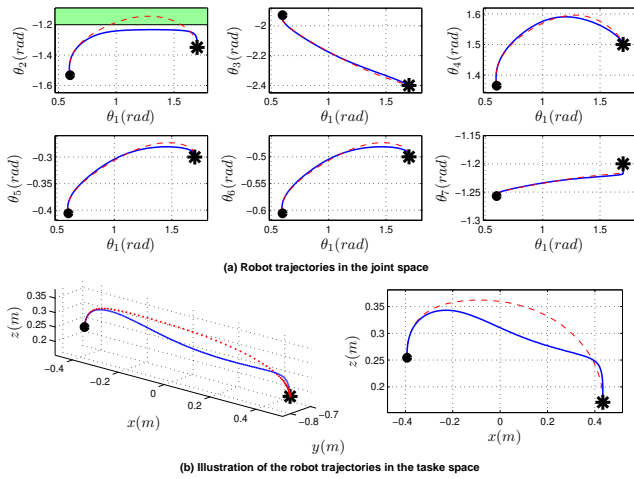 −1.2
−1.4
−1.6
θ2(rad)
0.5 1 1.5
θ1(rad)
−2
−2.2
−2.4
θ3(rad)
0.5 1 1.5
θ1(rad)
1.6
1.5
1.4
θ4(rad)
0.5 1 1.5
θ1(rad)
−0.3
−0.35
−0.4
θ5(rad)
0.5 1 1.5
θ1(rad)
−0.5
−0.55
−0.6
θ6(rad)
0.5 1 1.5
θ1(rad)
−1.15
−1.2
−1.25
−1.3
θ7(rad)
0.5 1 1.5
θ1(rad)
(a) Robot trajectories in the joint space
0.35
0.3
0.25
0.2
z(m)
−0.4 −0.2 0 0.2 0.4
x(m)
−0.8 −0.7
y(m)
0.35
0.3
0.25
0.2
z(m)
−0.4 −0.2 0 0.2 0.4
x(m)
(b) Illustration of the robot trajectories in the taske space